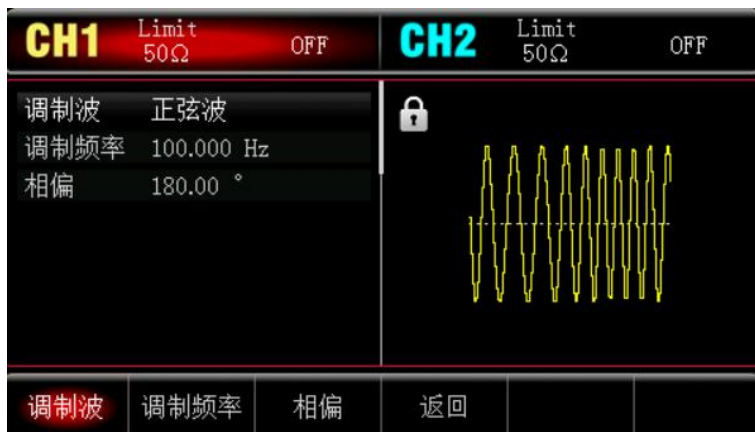 CH1 Limit 50Ω OFF CH2 Limit 50Ω OFF
调制波 正弦波
调制频率 100.000 Hz
相偏 180.00 °
调制波 调制频率 相偏 返回